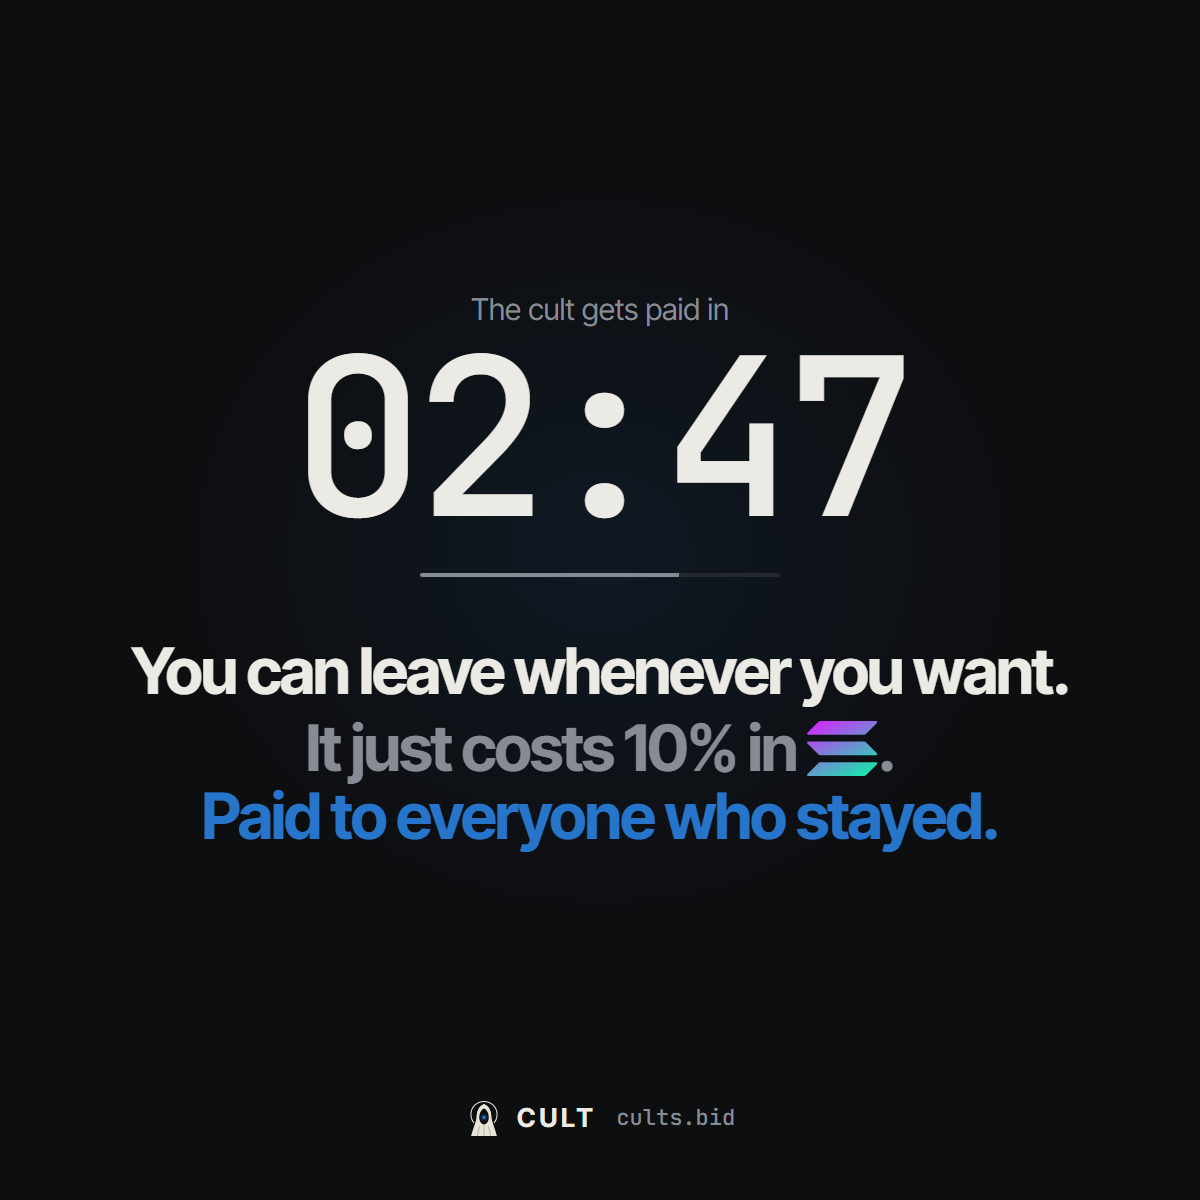 The cult gets paid in
02:47
You can leave whenever you want.
It just costs 10% in .
Paid to everyone who stayed.
CULT cults.bid